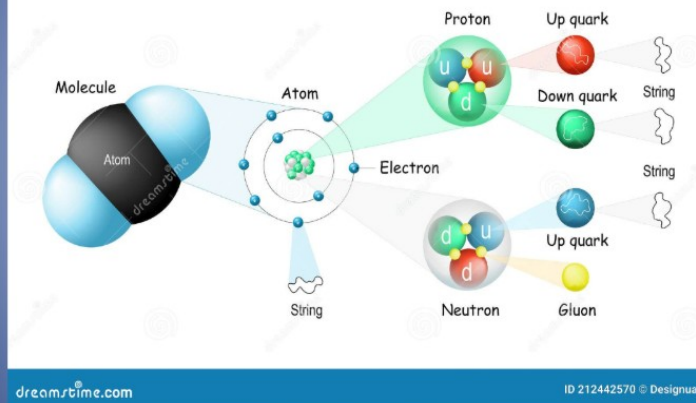 Proton
Up quark
Molecule
Atom
u u
d
String
Down quark
Atom
Electron
String
d u
d
Up quark
String
Neutron
Gluon
dreamstime
dreamstime.com
ID 212442570 © Designua